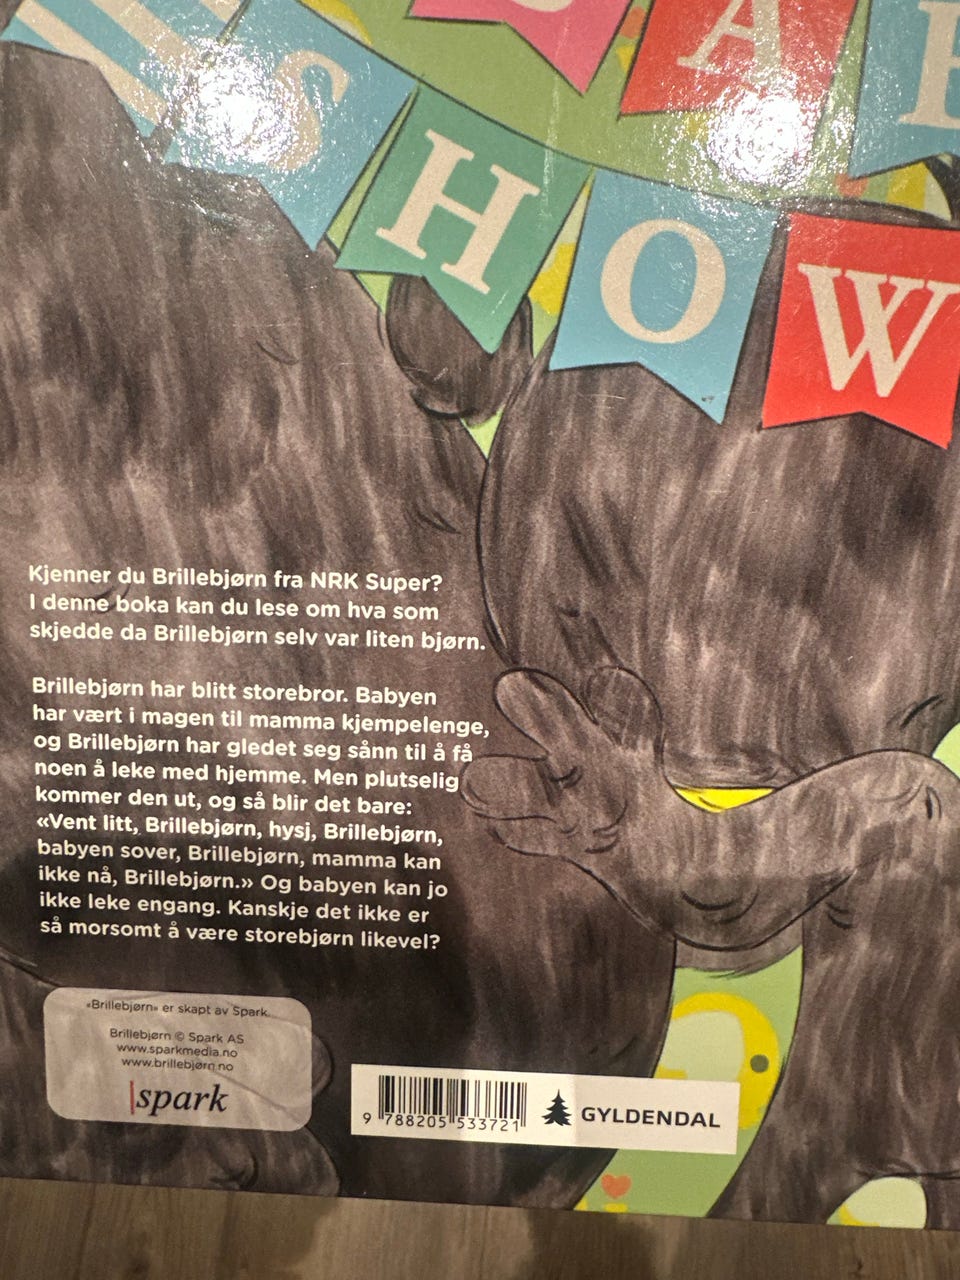 A
S
H
O
W
Kjenner du Brillebjørn fra NRK Super?
I denne boka kan du lese om hva som
skjedde da Brillebjørn selv var liten bjørn.
Brillebjørn har blitt storebror. Babyen
har vært i magen til mamma kjempelenge,
og Brillebjørn har gledet seg sånn til å få
noen å leke med hjemme. Men plutselig
kommer den ut, og så blir det bare:
«Vent litt, Brillebjørn, hysj, Brillebjørn,
babyen sover, Brillebjørn, mamma kan
ikke nå, Brillebjørn.» Og babyen kan jo
ikke leke engang. Kanskje det ikke er
så morsomt å være storebjørn likevel?
«Brillebjørn» er skapt av Spark.
Brillebjørn © Spark AS
www.sparkmedia.no
www.brillebjørn.no
spark
9 788205 533721
GYLDENDAL